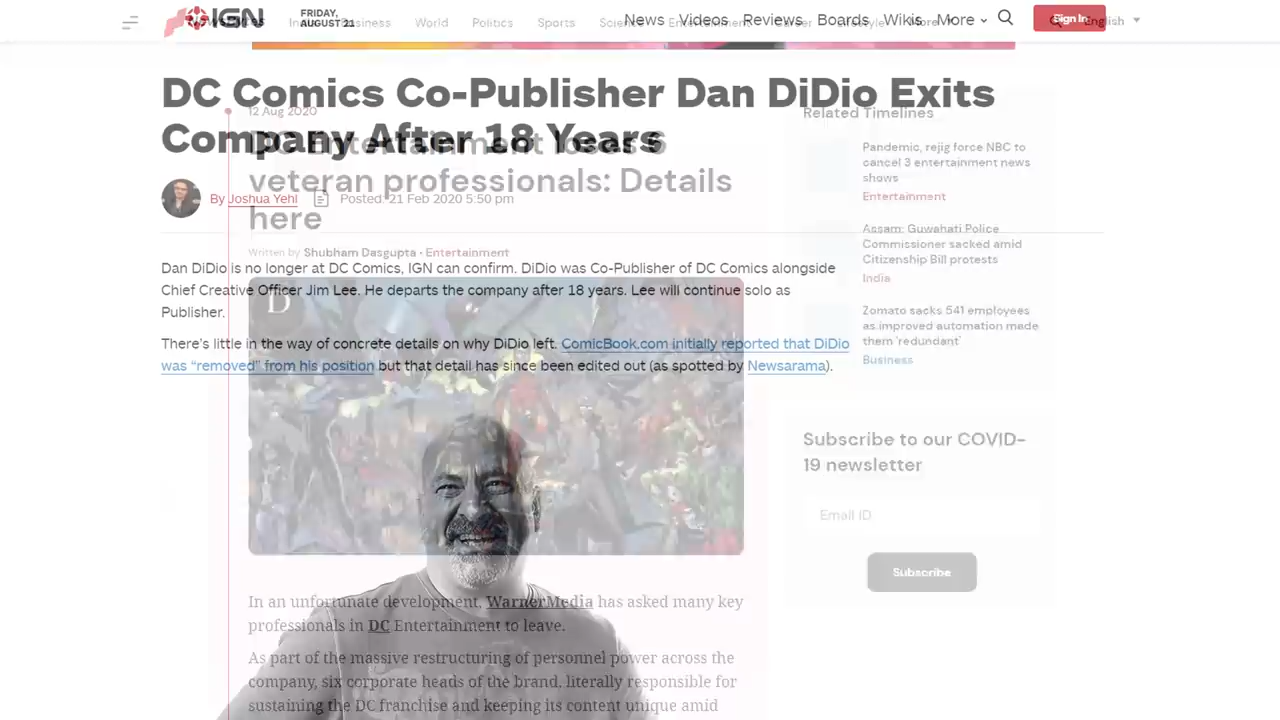 IGN
FRIDAY,
AUGUST 21
News Videos Reviews Boards Wikis More
Business World Politics Sports
Sign In
English
DC Comics Co-Publisher Dan DiDio Exits
Company After 18 Years
By Joshua Yehl
Posted: 21 Feb 2020 5:50 pm
Dan DiDio is no longer at DC Comics, IGN can confirm. DiDio was Co-Publisher of DC Comics alongside
Chief Creative Officer Jim Lee. He departs the company after 18 years. Lee will continue solo as
Publisher.
There's little in the way of concrete details on why DiDio left. ComicBook.com initially reported that DiDio
was “removed” from his position but that detail has since been edited out (as spotted by Newsarama).
12 Aug 2020
DC Entertainment loses 6
veteran professionals: Details
here
Written by Shubham Dasgupta - Entertainment
D
In an unfortunate development, WarnerMedia has asked many key
professionals in DC Entertainment to leave.
As part of the massive restructuring of personnel power across the
company, six corporate heads of the brand, literally responsible for
sustaining the DC franchise and keeping its content unique amid
Related Timelines
Pandemic, rejig force NBC to
cancel 3 entertainment news
shows
Entertainment
Assam: Guwahati Police
Commissioner sacked amid
Citizenship Bill protests
India
Zomato sacks 541 employees
as improved automation made
them 'redundant'
Business
Subscribe to our COVID-
19 newsletter
Email ID
Subscribe